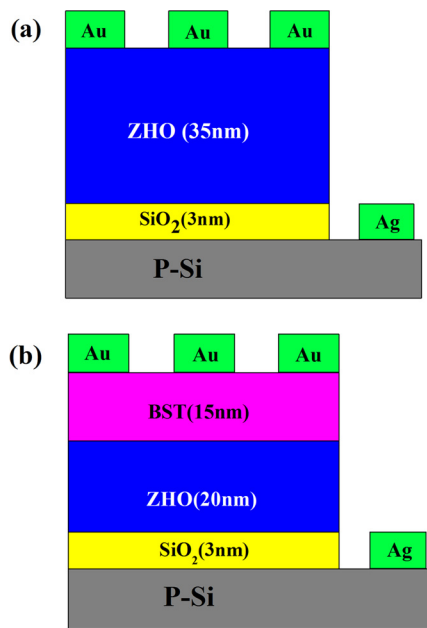 (a)
Au Au Au
ZHO (35nm)
SiO₂(3nm)
Ag
P-Si
(b)
Au Au Au
BST(15nm)
ZHO(20nm)
SiO₂(3nm)
Ag
P-Si